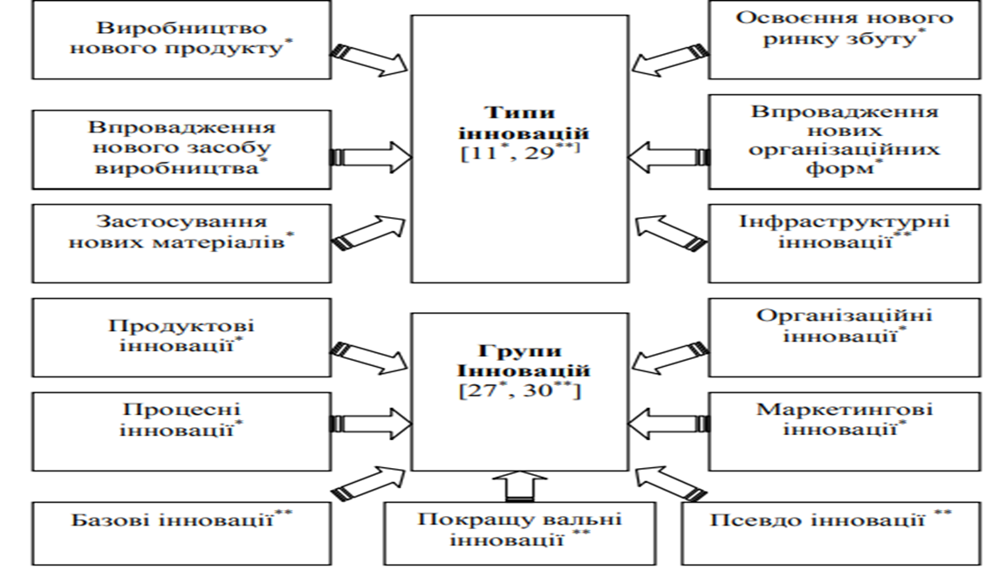 Виробництво
нового продукту*
Типи
інновацій
[11*, 29**]
Освоєння нового
ринку збуту*
Впровадження
нового засобу
виробництва*
Впровадження
нових
організаційних
форм*
Застосування
нових матеріалів*
Інфраструктурні
інновації**
Продуктові
інновації*
Групи
Інновацій
[27*, 30**]
Організаційні
інновації*
Процесні
інновації*
Маркетингові
інновації*
Базові інновації**
Покращу вальні
інновації **
Псевдо інновації **